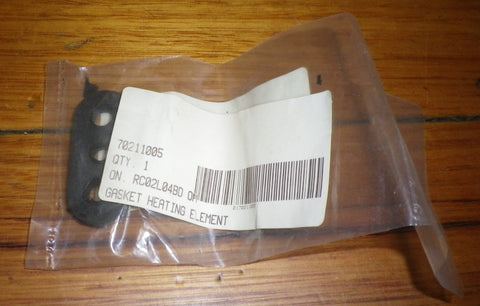 70211005
QTY. 1
ON. RC02L04BD
GASKET HEATING ELEMENT